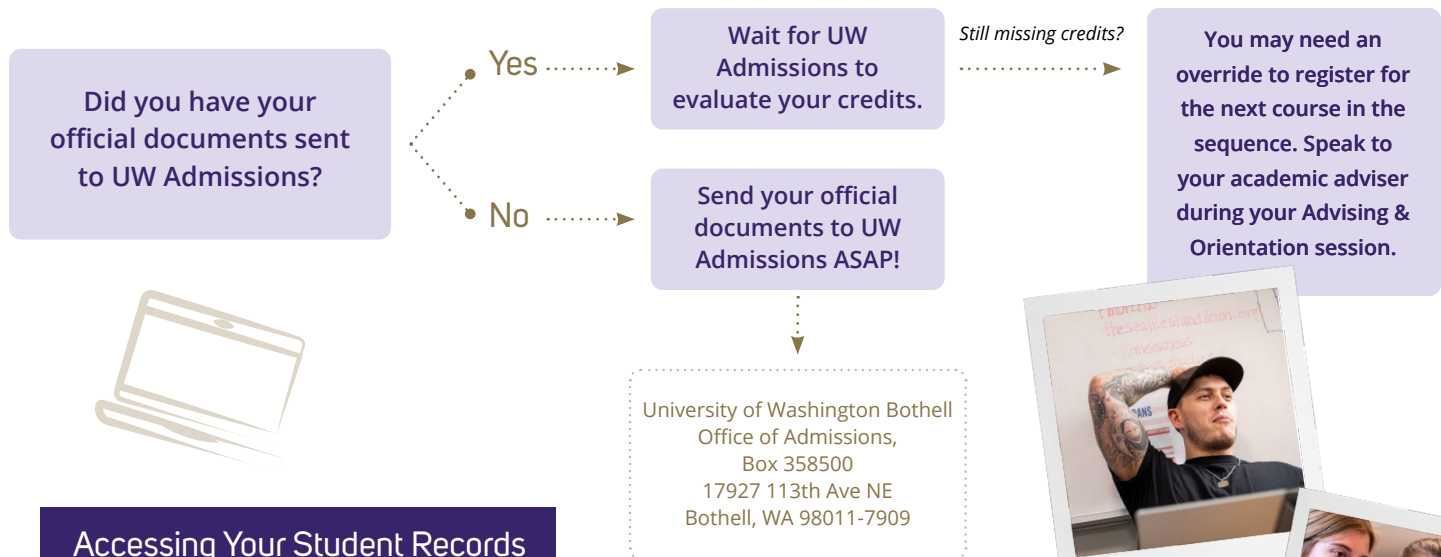 Did you have your
official documents sent
to UW Admissions?
Yes
Wait for UW
Admissions to
evaluate your credits.
Still missing credits?
You may need an
override to register for
the next course in the
sequence. Speak to
your academic adviser
during your Advising &
Orientation session.
No
Send your official
documents to UW
Admissions ASAP!
University of Washington Bothell
Office of Admissions,
Box 358500
17927 113th Ave NE
Bothell, WA 98011-7909
theseattlestanddown.org
- Homelessness
Accessing Your Student Records